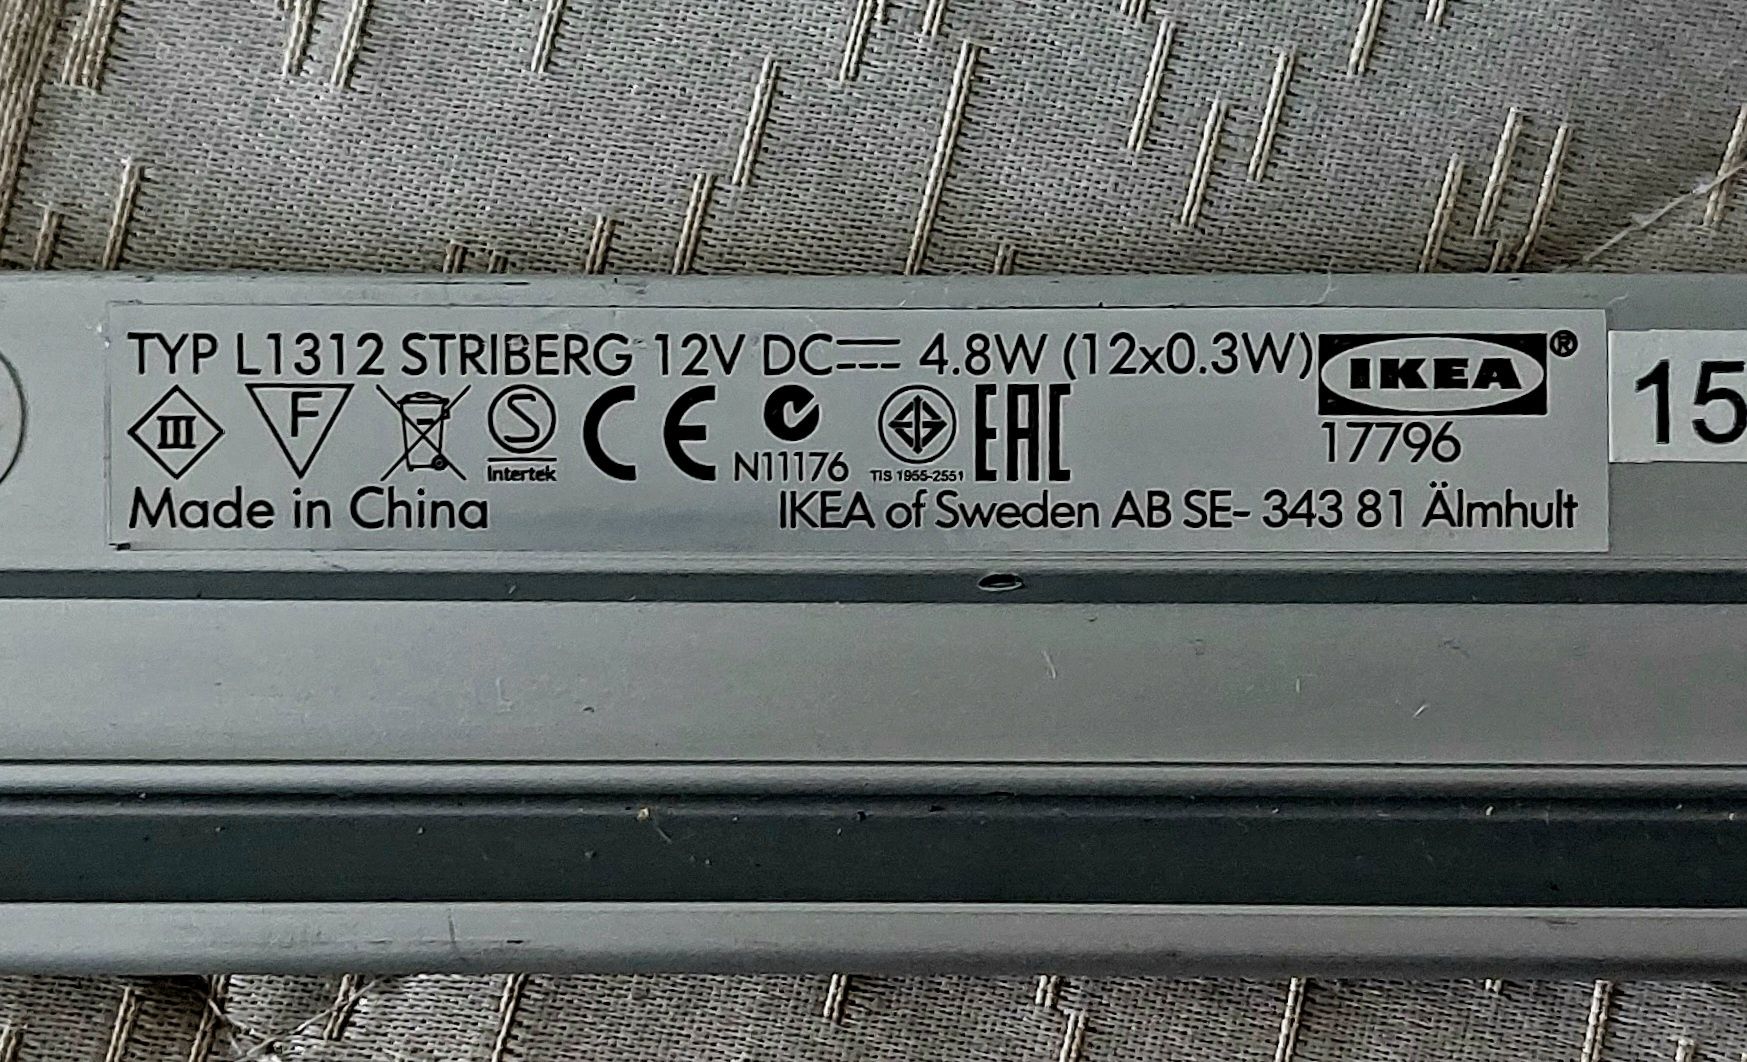 TYP L1312 STRIBERG 12V DC 4.8W (12x0.3W)
IKEA ®
15
III F S CE EAC
Intertek
N11176
TIS 1955-2551
17796
Made in China
IKEA of Sweden AB SE- 343 81 Älmhult